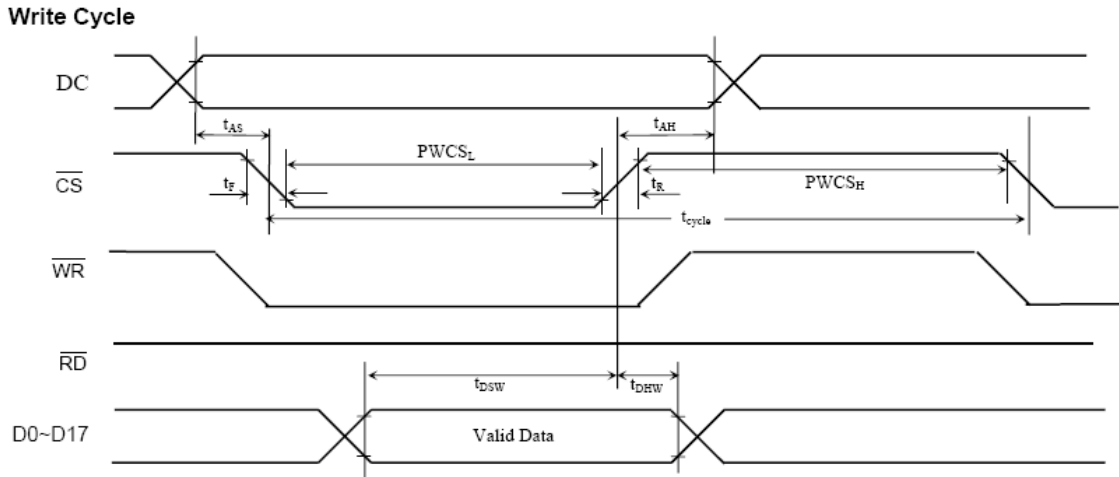 Write Cycle
DC
tAS
tAH
CS
PWCSL
tF
tR
PWCSH
tcycle
WR
RD
tDSW
tDHW
D0~D17
Valid Data